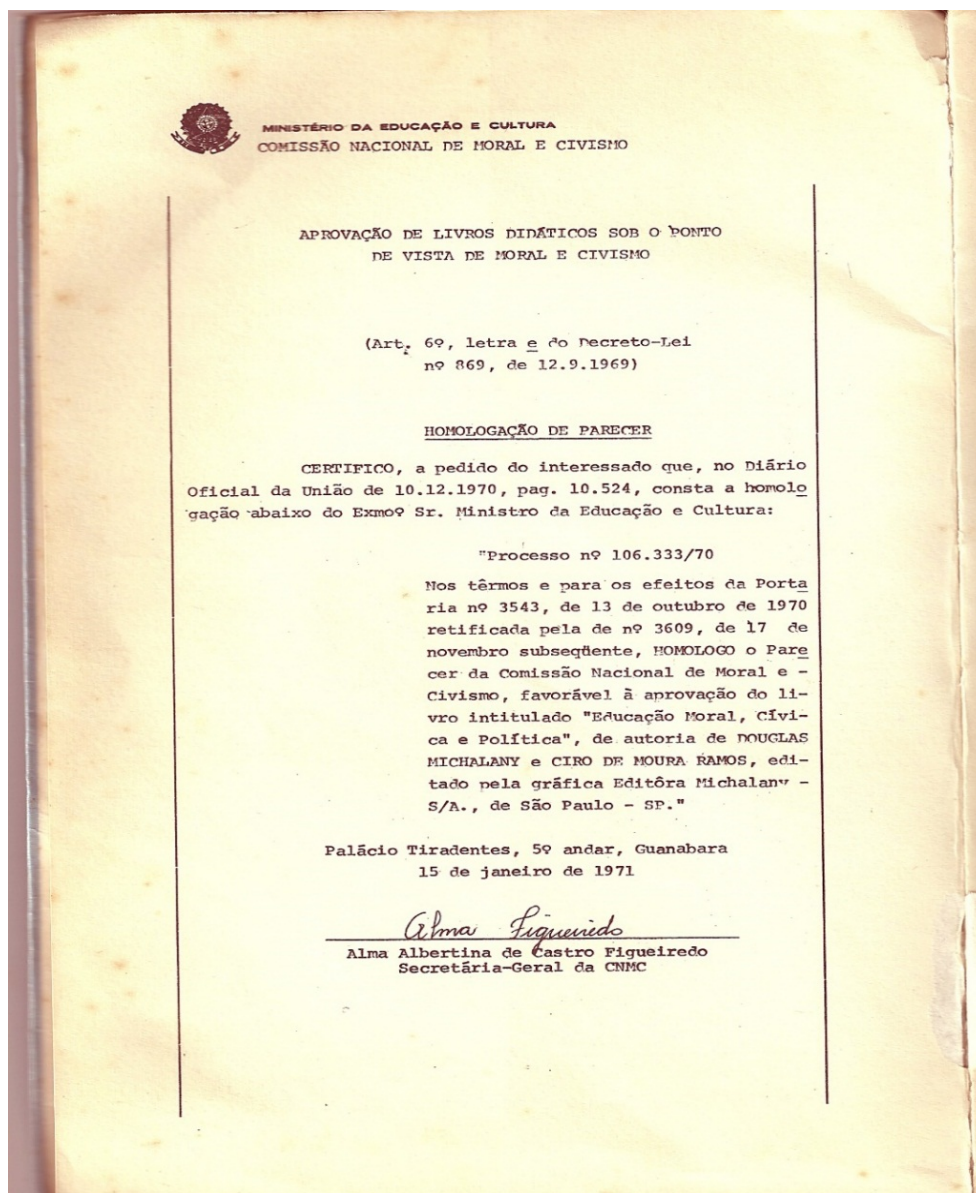 MINISTÉRIO DA EDUCAÇÃO E CULTURA
COMISSÃO NACIONAL DE MORAL E CIVISMO
APROVAÇÃO DE LIVROS DIDÁTICOS SOB O PONTO
DE VISTA DE MORAL E CIVISMO
(Art. 6º, letra e do Decreto-Lei
nº 869, de 12.9.1969)
HOMOLOGAÇÃO DE PARECER
CERTIFICO, a pedido do interessado que, no Diário
Oficial da União de 10.12.1970, pag. 10.524, consta a homolo
gação abaixo do Exmoº Sr. Ministro da Educação e Cultura:
"Processo nº 106.333/70
Nos têrmos e para os efeitos da Porta
ria nº 3543, de 13 de outubro de 1970
retificada pela de nº 3609, de 17 de
novembro subseqüente, HOMOLOGO o Pare
cer da Comissão Nacional de Moral e -
Civismo, favorável à aprovação do li-
vro intitulado "Educação Moral, Cívi-
ca e Política", de autoria de DOUGLAS
MICHALANY e CIRO DE MOURA RAMOS, edi-
tado pela gráfica Editôra Michalany -
S/A., de São Paulo - SP."
Palácio Tiradentes, 5º andar, Guanabara
15 de janeiro de 1971
Alma Figueiredo
Alma Albertina de Castro Figueiredo
Secretária-Geral da CNMC